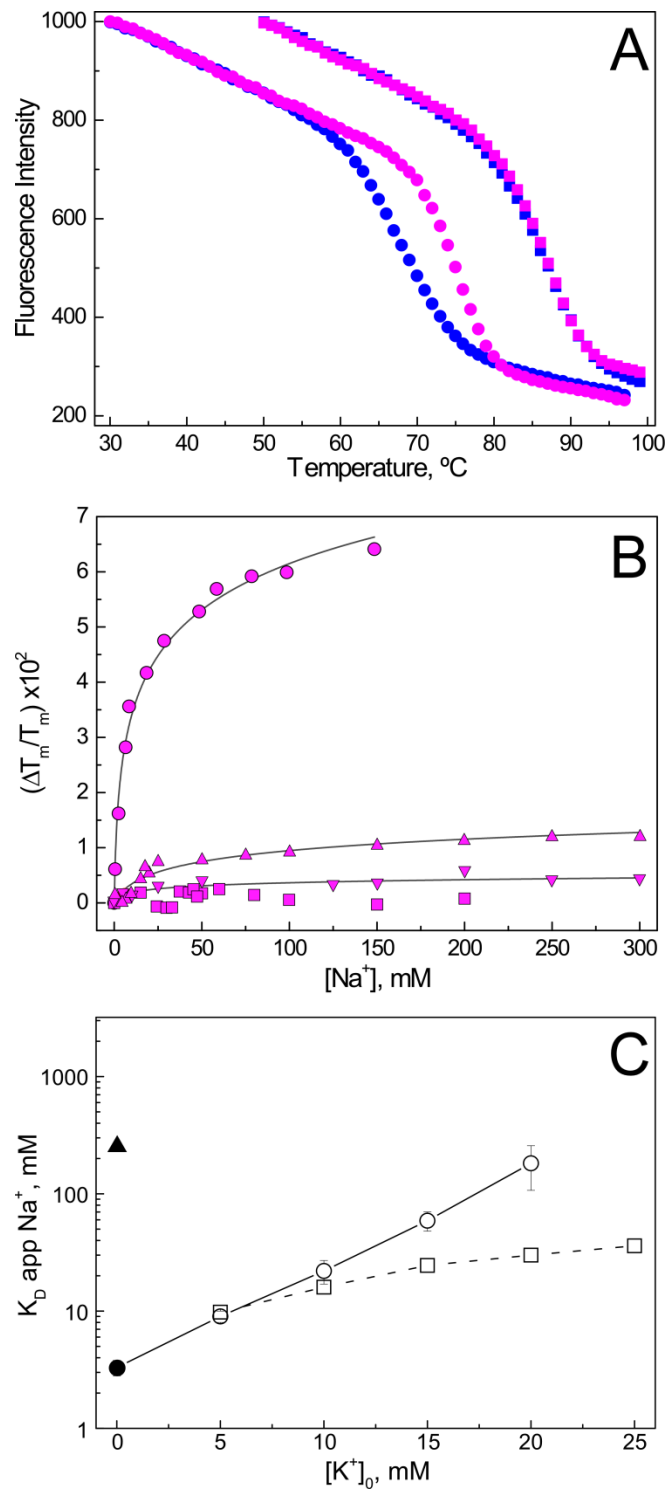 A
1000
800
600
400
200
Fluorescence Intensity
30 40 50 60 70 80 90 100
Temperature, ºC
B
7
6
5
4
3
2
1
0
(ΔTm/Tm) x10²
0 50 100 150 200 250 300
[Na⁺], mM
C
1000
100
10
1
K_D app Na⁺, mM
0 5 10 15 20 25
[K⁺]₀, mM